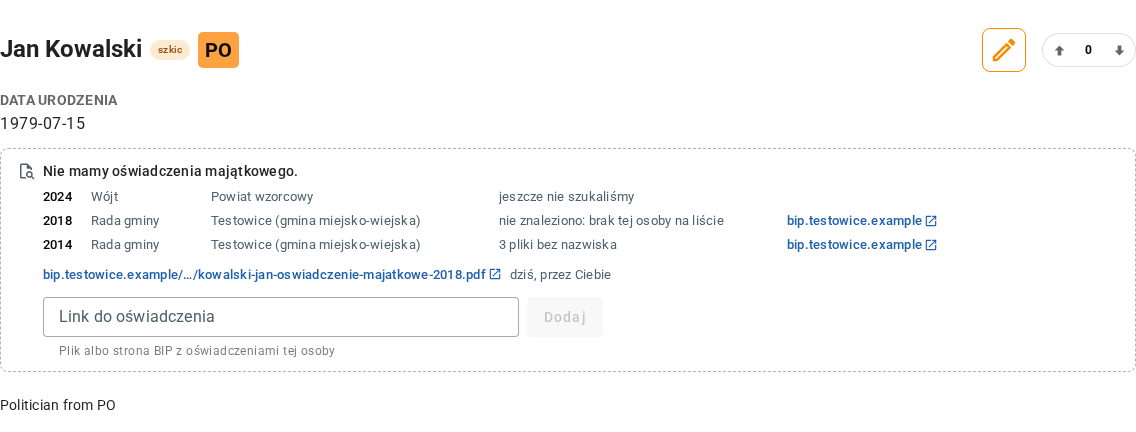 Jan Kowalski szkic PO 0
DATA URODZENIA
1979-07-15
Nie mamy oświadczenia majątkowego.
2024 Wójt Powiat wzorcowy jeszcze nie szukaliśmy
2018 Rada gminy Testowice (gmina miejsko-wiejska) nie znaleziono: brak tej osoby na liście bip.testowice.example
2014 Rada gminy Testowice (gmina miejsko-wiejska) 3 pliki bez nazwiska bip.testowice.example
bip.testowice.example/…/kowalski-jan-oswiadczenie-majatkowe-2018.pdf dziś, przez Ciebie
Link do oświadczenia Dodaj
Plik albo strona BIP z oświadczeniami tej osoby
Politician from PO